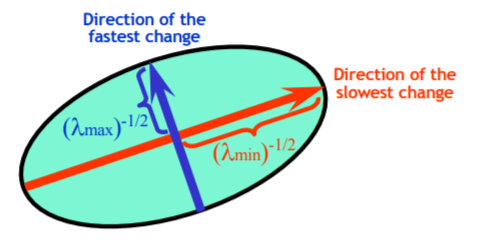 Direction of the
fastest change
Direction of the
slowest change
(λmax)-1/2
(λmin)-1/2